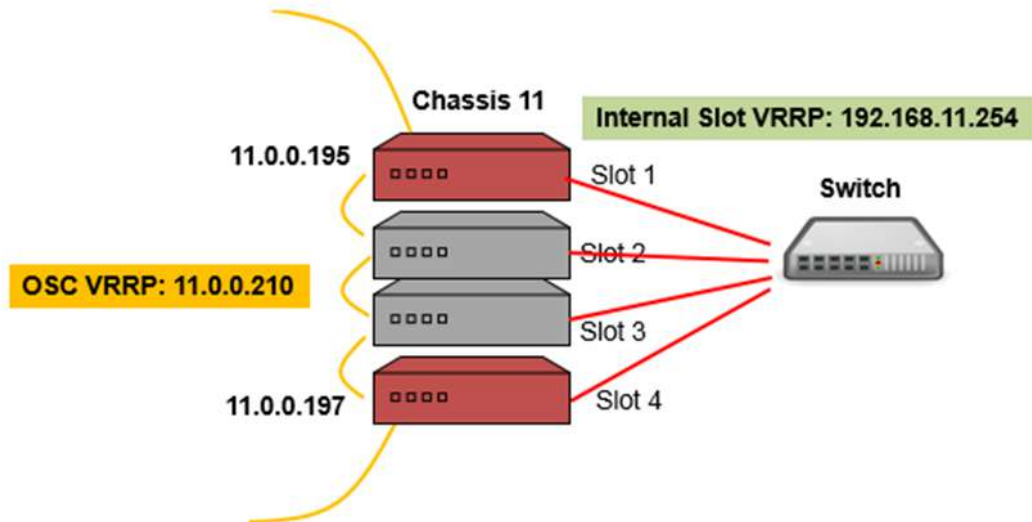 Chassis 11
Internal Slot VRRP: 192.168.11.254
11.0.0.195
Slot 1
Switch
Slot 2
OSC VRRP: 11.0.0.210
Slot 3
11.0.0.197
Slot 4